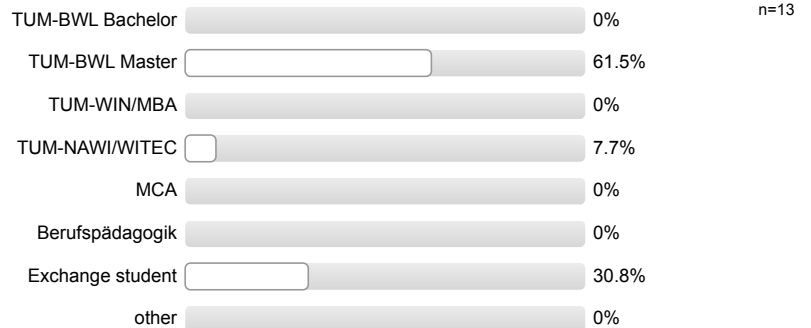 TUM-BWL Bachelor 0% n=13
TUM-BWL Master 61.5%
TUM-WIN/MBA 0%
TUM-NAWI/WITEC 7.7%
MCA 0%
Berufspädagogik 0%
Exchange student 30.8%
other 0%